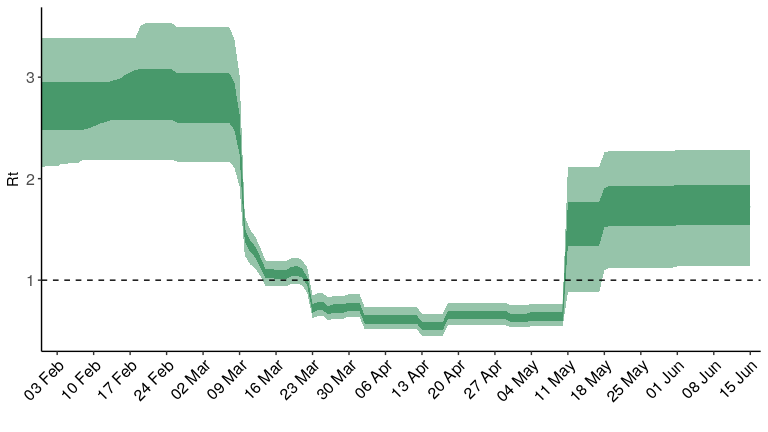 3
2
1
Rt
03 Feb
10 Feb
17 Feb
24 Feb
02 Mar
09 Mar
16 Mar
23 Mar
30 Mar
06 Apr
13 Apr
20 Apr
27 Apr
04 May
11 May
18 May
25 May
01 Jun
08 Jun
15 Jun